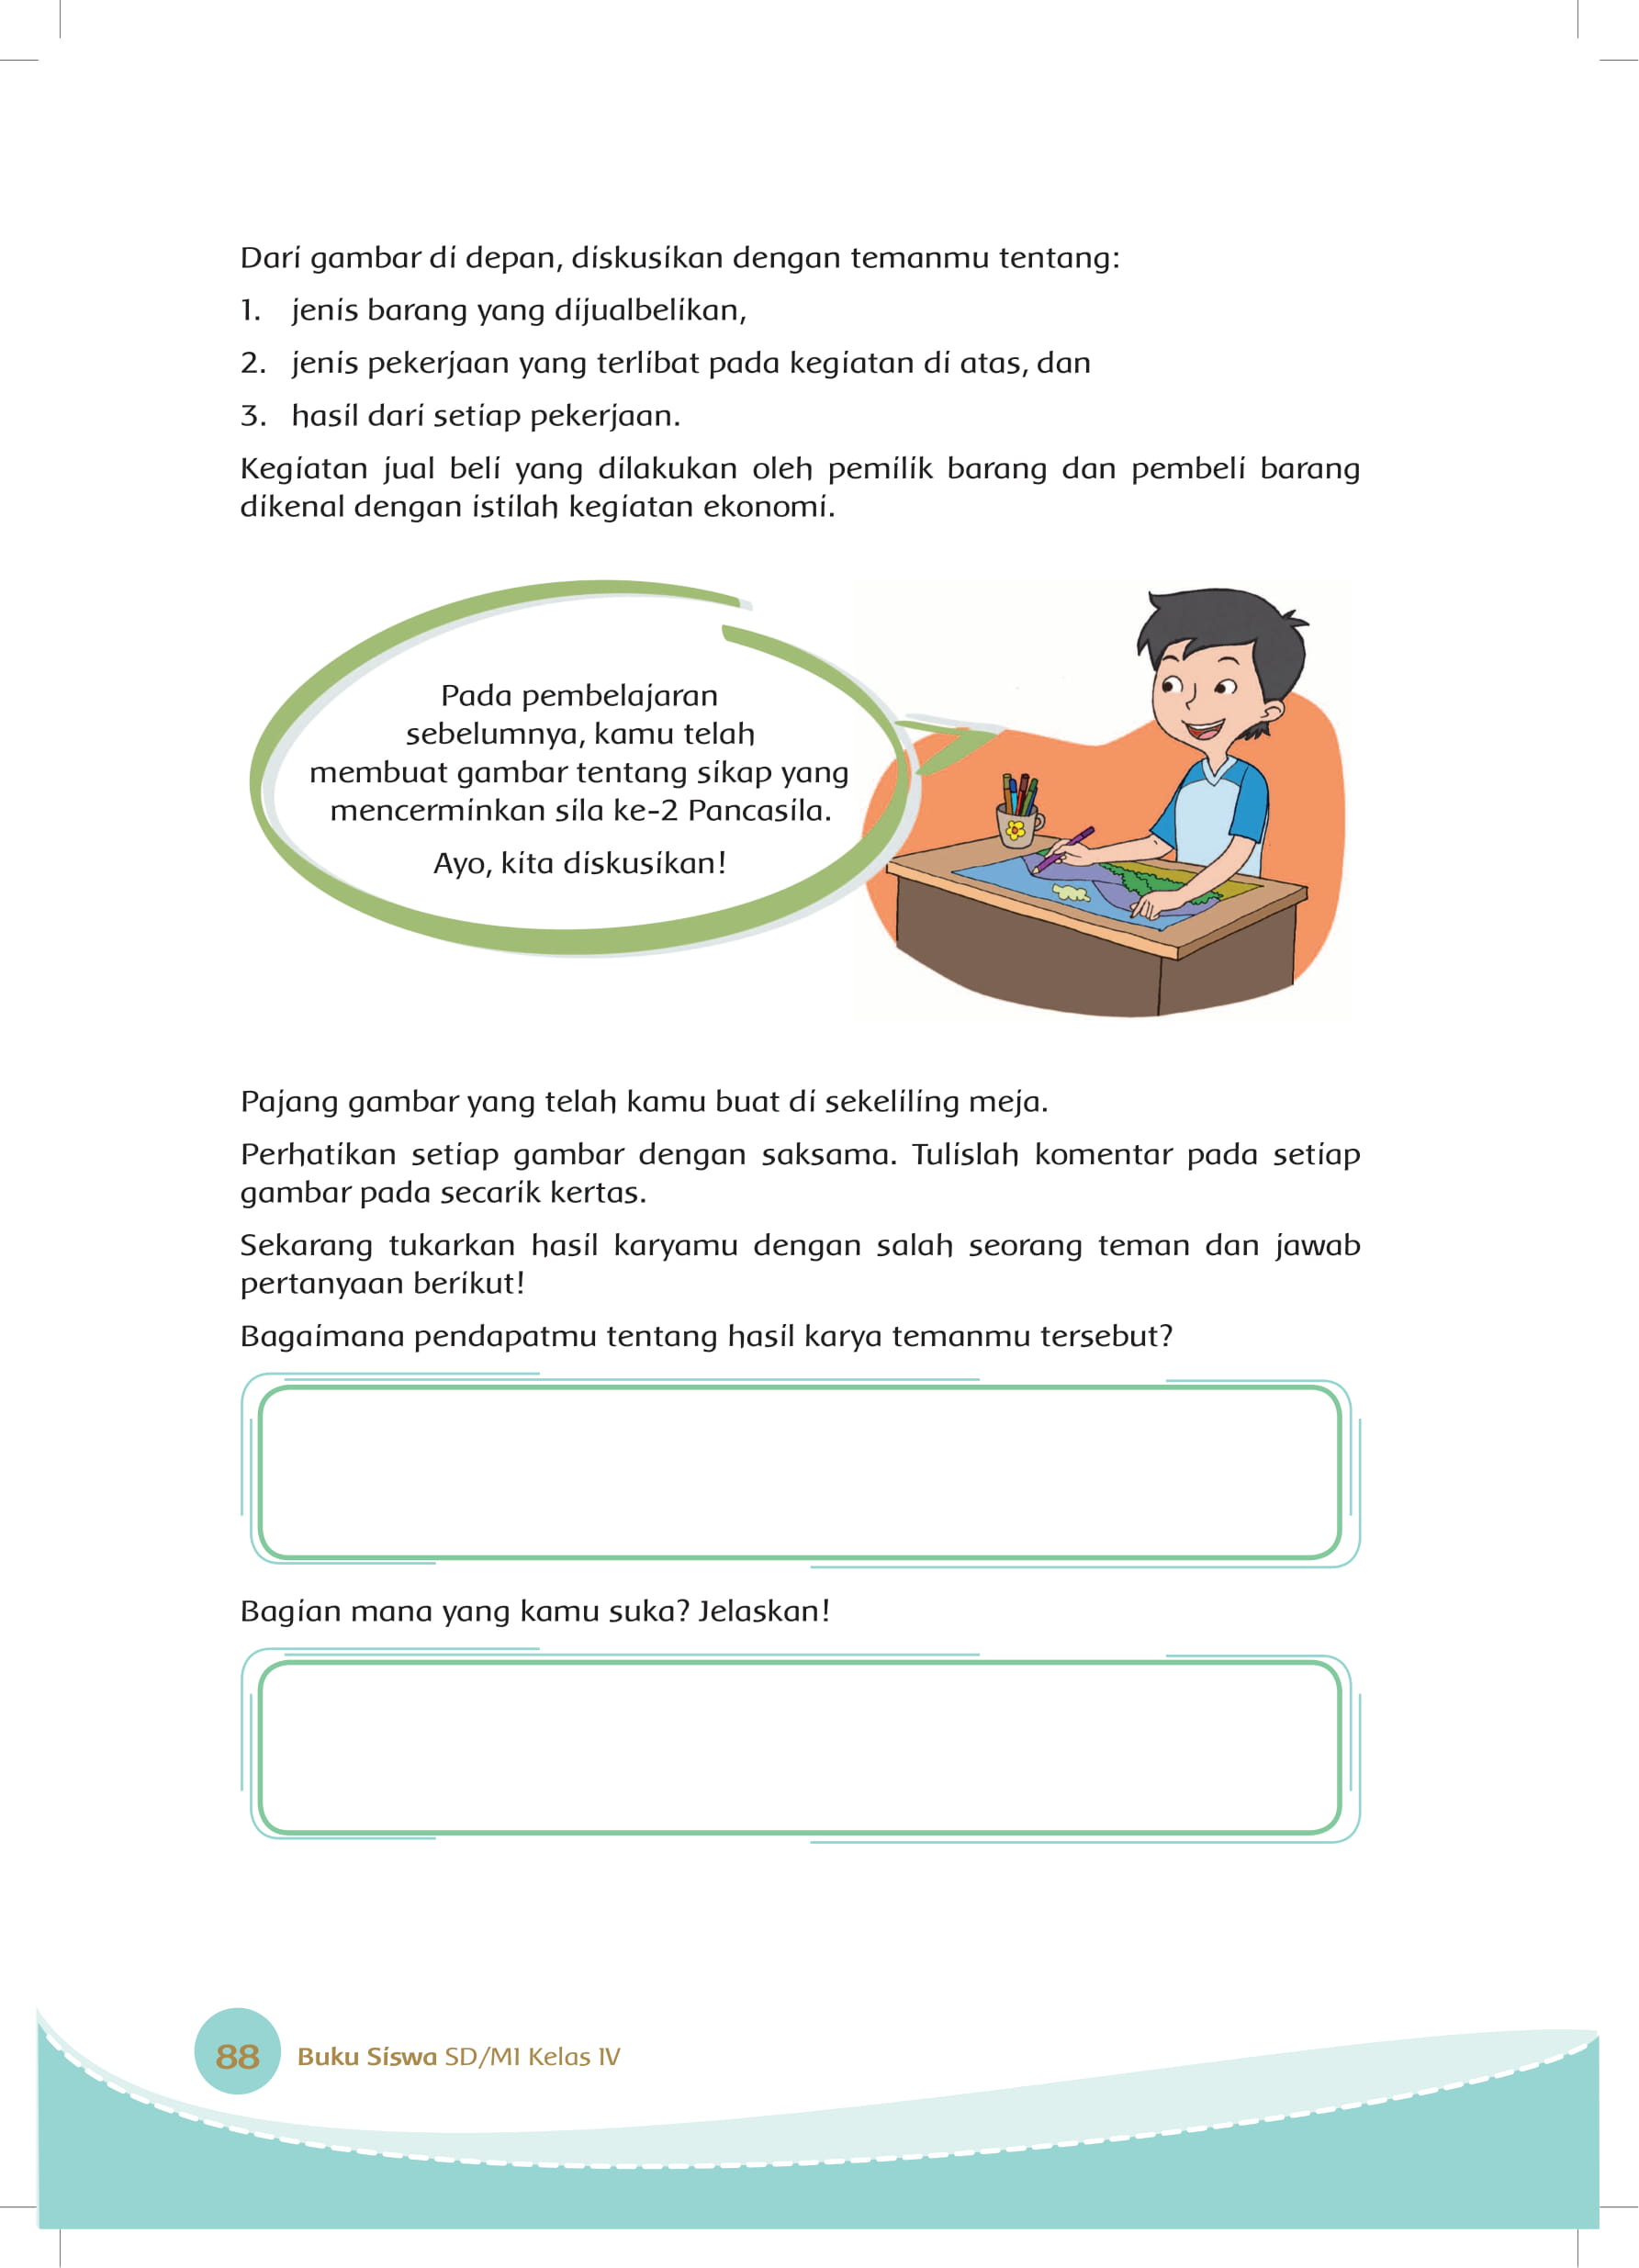 Dari gambar di depan, diskusikan dengan temanmu tentang:
1. jenis barang yang dijualbelikan,
2. jenis pekerjaan yang terlibat pada kegiatan di atas, dan
3. hasil dari setiap pekerjaan.
Kegiatan jual beli yang dilakukan oleh pemilik barang dan pembeli barang
dikenal dengan istilah kegiatan ekonomi.
Pada pembelajaran
sebelumnya, kamu telah
membuat gambar tentang sikap yang
mencerminkan sila ke-2 Pancasila.
Ayo, kita diskusikan!
Pajang gambar yang telah kamu buat di sekeliling meja.
Perhatikan setiap gambar dengan saksama. Tulislah komentar pada setiap
gambar pada secarik kertas.
Sekarang tukarkan hasil karyamu dengan salah seorang teman dan jawab
pertanyaan berikut!
Bagaimana pendapatmu tentang hasil karya temanmu tersebut?
Bagian mana yang kamu suka? Jelaskan!
88 Buku Siswa SD/MI Kelas IV